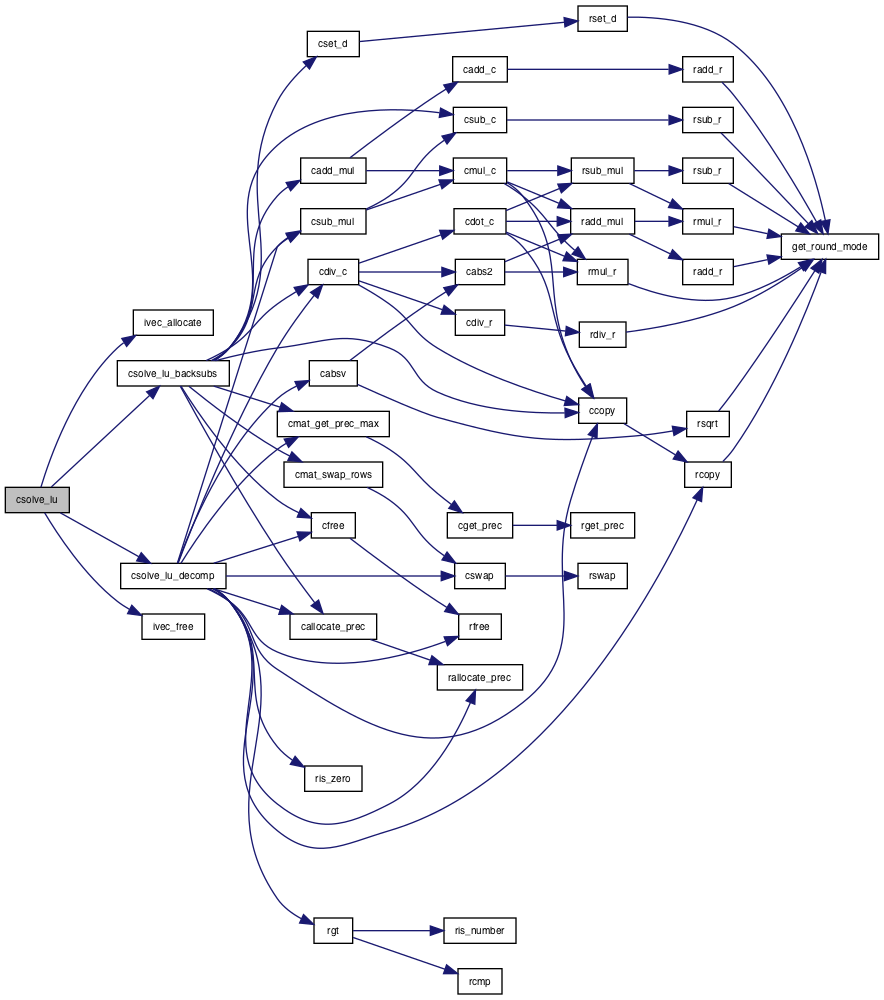 rset_d
cset_d
cadd_c
radd_r
csub_c
rsub_r
cadd_mul
cmul_c
rsub_mul
rsub_r
csub_mul
cdot_c
radd_mul
rmul_r
get_round_mode
cdiv_c
cabs2
rmul_r
radd_r
ivec_allocate
cdiv_r
rdiv_r
csolve_lu_backsubs
cabsv
ccopy
cmat_get_prec_max
rsqrt
cmat_swap_rows
rcopy
csolve_lu
cfree
cget_prec
rget_prec
csolve_lu_decomp
cswap
rswap
ivec_free
callocate_prec
rfree
rallocate_prec
ris_zero
rgt
ris_number
rcmp